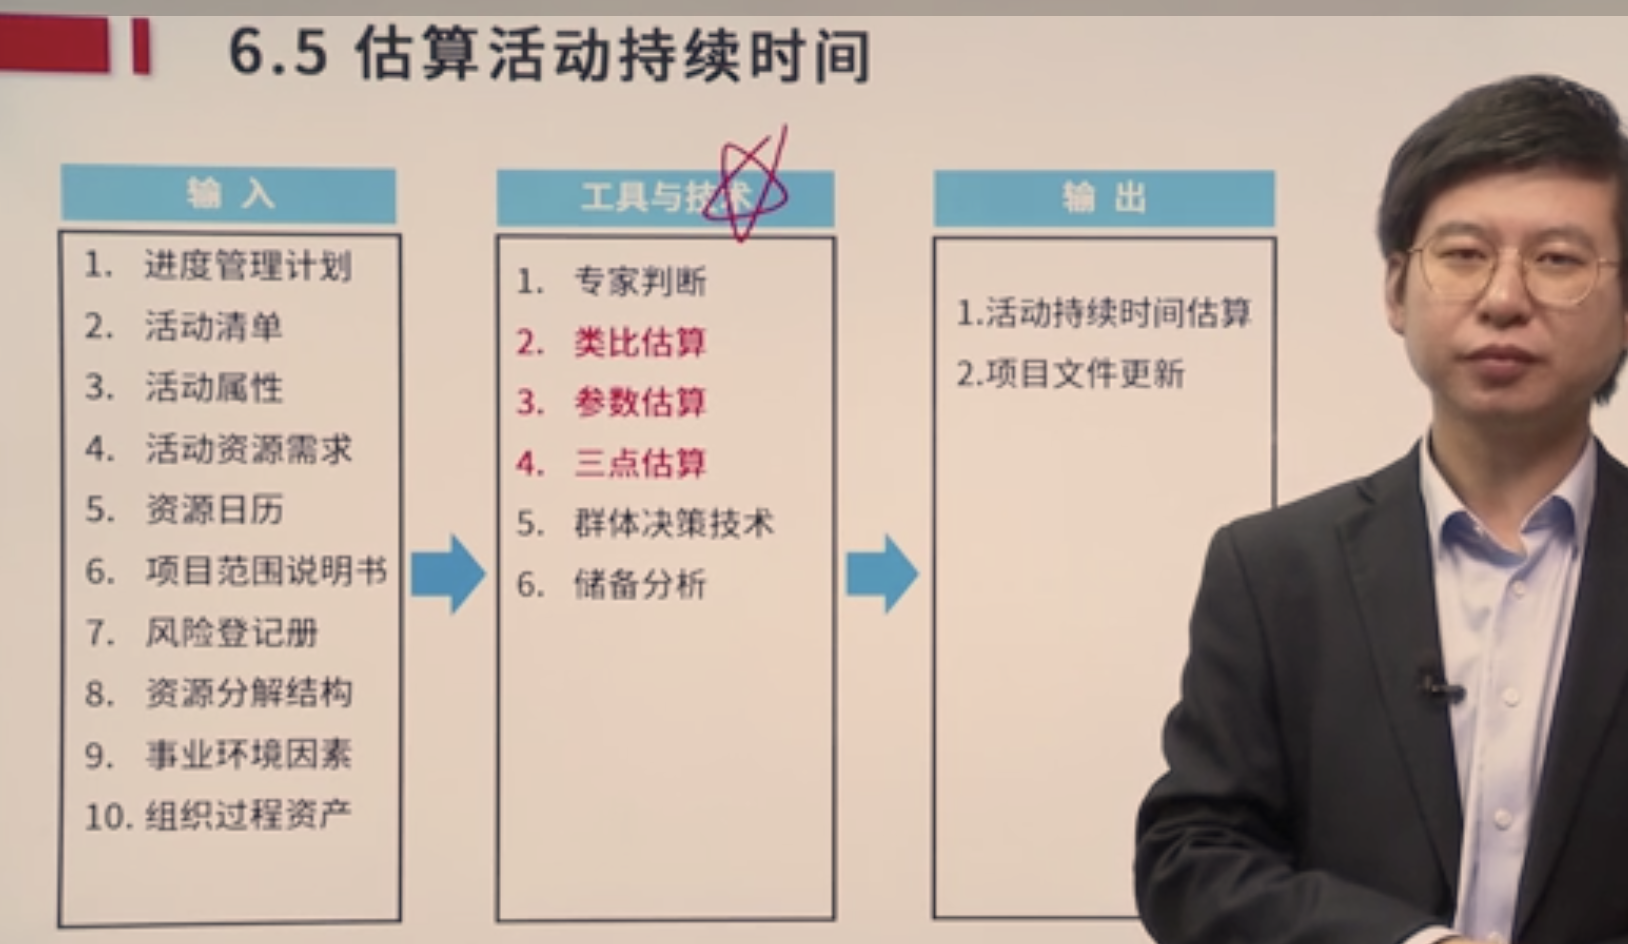 6.5 估算活动持续时间
输 入
1. 进度管理计划
2. 活动清单
3. 活动属性
4. 活动资源需求
5. 资源日历
6. 项目范围说明书
7. 风险登记册
8. 资源分解结构
9. 事业环境因素
10. 组织过程资产
工具与技术
1. 专家判断
2. 类比估算
3. 参数估算
4. 三点估算
5. 群体决策技术
6. 储备分析
输 出
1.活动持续时间估算
2.项目文件更新